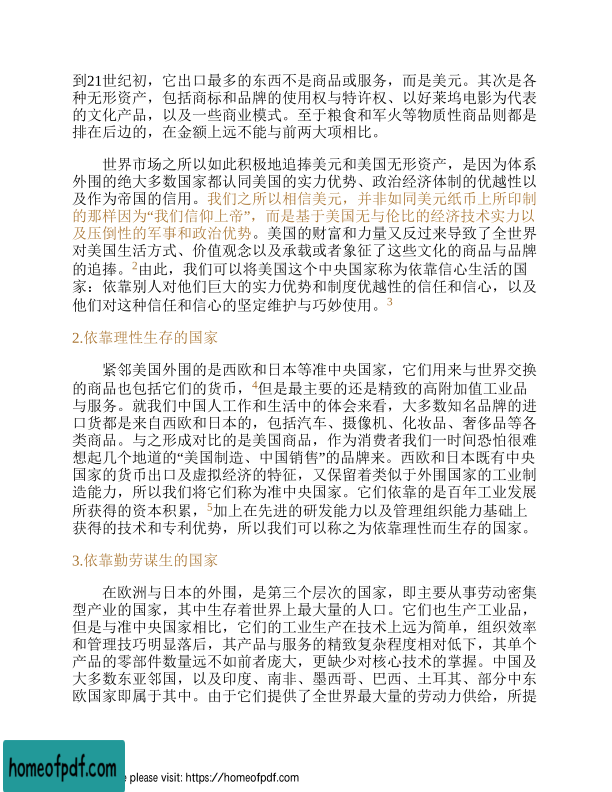 到21世纪初，它出口最多的东西不是商品或服务，而是美元。其次是各
种无形资产，包括商标和品牌的使用权与特许权、以好莱坞电影为代表
的文化产品，以及一些商业模式。至于粮食和军火等物质性商品则都是
排在后边的，在金额上远不能与前两大项相比。
世界市场之所以如此积极地追捧美元和美国无形资产，是因为体系
外围的绝大多数国家都认同美国的实力优势、政治经济体制的优越性以
及作为帝国的信用。我们之所以相信美元，并非如同美元纸币上所印制
的那样因为“我们信仰上帝”，而是基于美国无与伦比的经济技术实力以
及压倒性的军事和政治优势。美国的财富和力量又反过来导致了全世界
对美国生活方式、价值观念以及承载或者象征了这些文化的商品与品牌
的追捧。2由此，我们可以将美国这个中央国家称为依靠信心生活的国
家：依靠别人对他们巨大的实力优势和制度优越性的信任和信心，以及
他们对这种信任和信心的坚定维护与巧妙使用。3
2.依靠理性生存的国家
紧邻美国外围的是西欧和日本等准中央国家，它们用来与世界交换
的商品也包括它们的货币，4但是最主要的还是精致的高附加值工业品
与服务。就我们中国人工作和生活中的体会来看，大多数知名品牌的进
口货都是来自西欧和日本的，包括汽车、摄像机、化妆品、奢侈品等各
类商品。与之形成对比的是美国商品，作为消费者我们一时间恐怕很难
想起几个地道的“美国制造、中国销售”的品牌来。西欧和日本既有中央
国家的货币出口及虚拟经济的特征，又保留着类似于外围国家的工业制
造能力，所以我们将它们称为准中央国家。它们依靠的是百年工业发展
所获得的资本积累，5加上在先进的研发能力以及管理组织能力基础上
获得的技术和专利优势，所以我们可以称之为依靠理性而生存的国家。
3.依靠勤劳谋生的国家
在欧洲与日本的外围，是第三个层次的国家，即主要从事劳动密集
型产业的国家，其中生存着世界上最大量的人口。它们也生产工业品，
但是与准中央国家相比，它们的工业生产在技术上远为简单，组织效率
和管理技巧明显落后，其产品与服务的精致复杂程度相对低下，其单个
产品的零部件数量远不如前者庞大，更缺少对核心技术的掌握。中国及
大多数东亚邻国，以及印度、南非、墨西哥、巴西、土耳其、部分中东
欧国家即属于其中。由于它们提供了全世界最大量的劳动力供给，所提
homeofpdf.com
please visit: https://homeofpdf.com